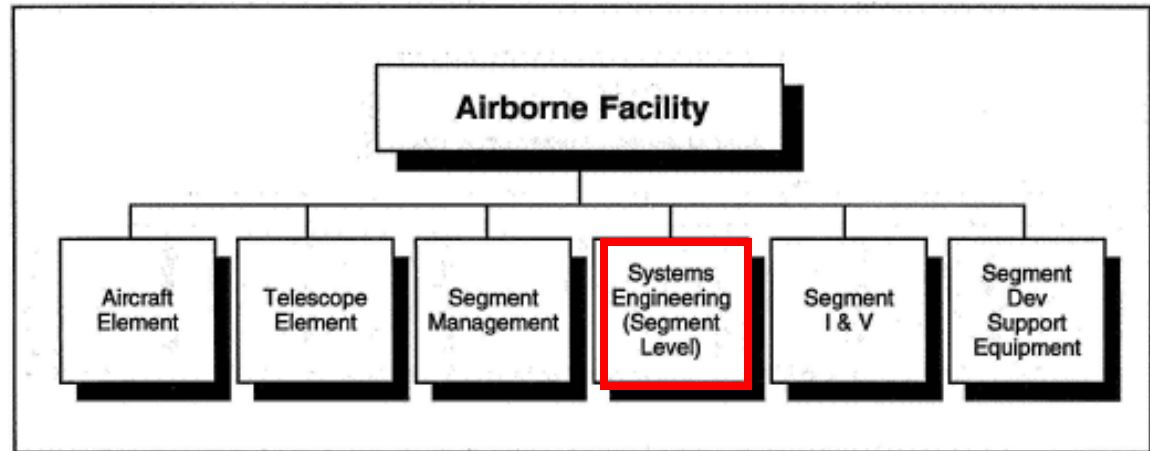 Airborne Facility
Aircraft
Element
Telescope
Element
Segment
Management
Systems
Engineering
(Segment
Level)
Segment
I & V
Segment
Dev
Support
Equipment